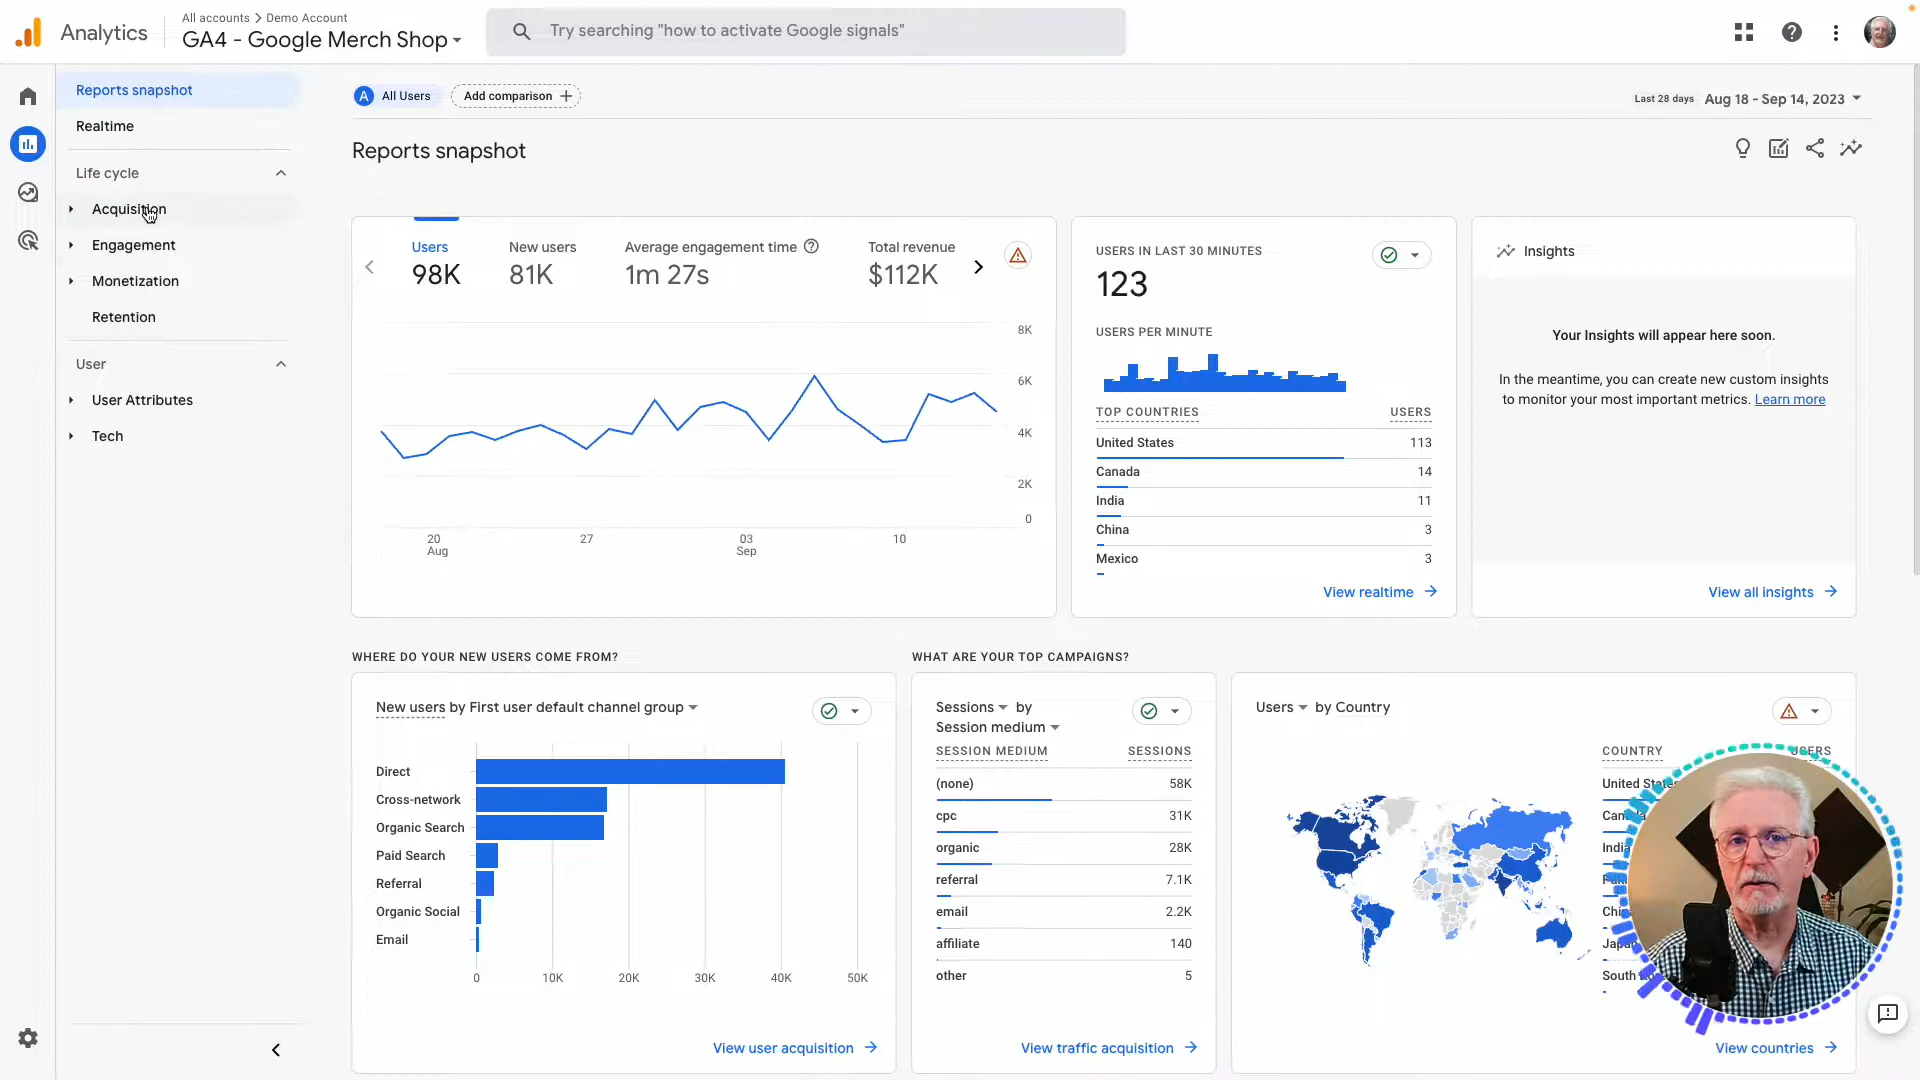 Analytics
All accounts > Demo Account
GA4 - Google Merch Shop
Try searching "how to activate Google signals"
Reports snapshot
Realtime
Life cycle
Acquisition
Engagement
Monetization
Retention
User
User Attributes
Tech
A All Users
Add comparison +
Last 28 days Aug 18 - Sep 14, 2023
Reports snapshot
Users
98K
New users
81K
Average engagement time
1m 27s
Total revenue
$112K
8K
6K
4K
2K
0
20
Aug
27
03
Sep
10
USERS IN LAST 30 MINUTES
123
USERS PER MINUTE
TOP COUNTRIES USERS
United States 113
Canada 14
India 11
China 3
Mexico 3
View realtime
Insights
Your Insights will appear here soon.
In the meantime, you can create new custom insights
to monitor your most important metrics. Learn more
View all insights
WHERE DO YOUR NEW USERS COME FROM?
New users by First user default channel group
Direct
Cross-network
Organic Search
Paid Search
Referral
Organic Social
Email
0 10K 20K 30K 40K 50K
View user acquisition
WHAT ARE YOUR TOP CAMPAIGNS?
Sessions by
Session medium
SESSION MEDIUM SESSIONS
(none) 58K
cpc 31K
organic 28K
referral 7.1K
email 2.2K
affiliate 140
other 5
View traffic acquisition
Users by Country
COUNTRY USERS
United States
Canada
India
Chi
Japa
South
View countries